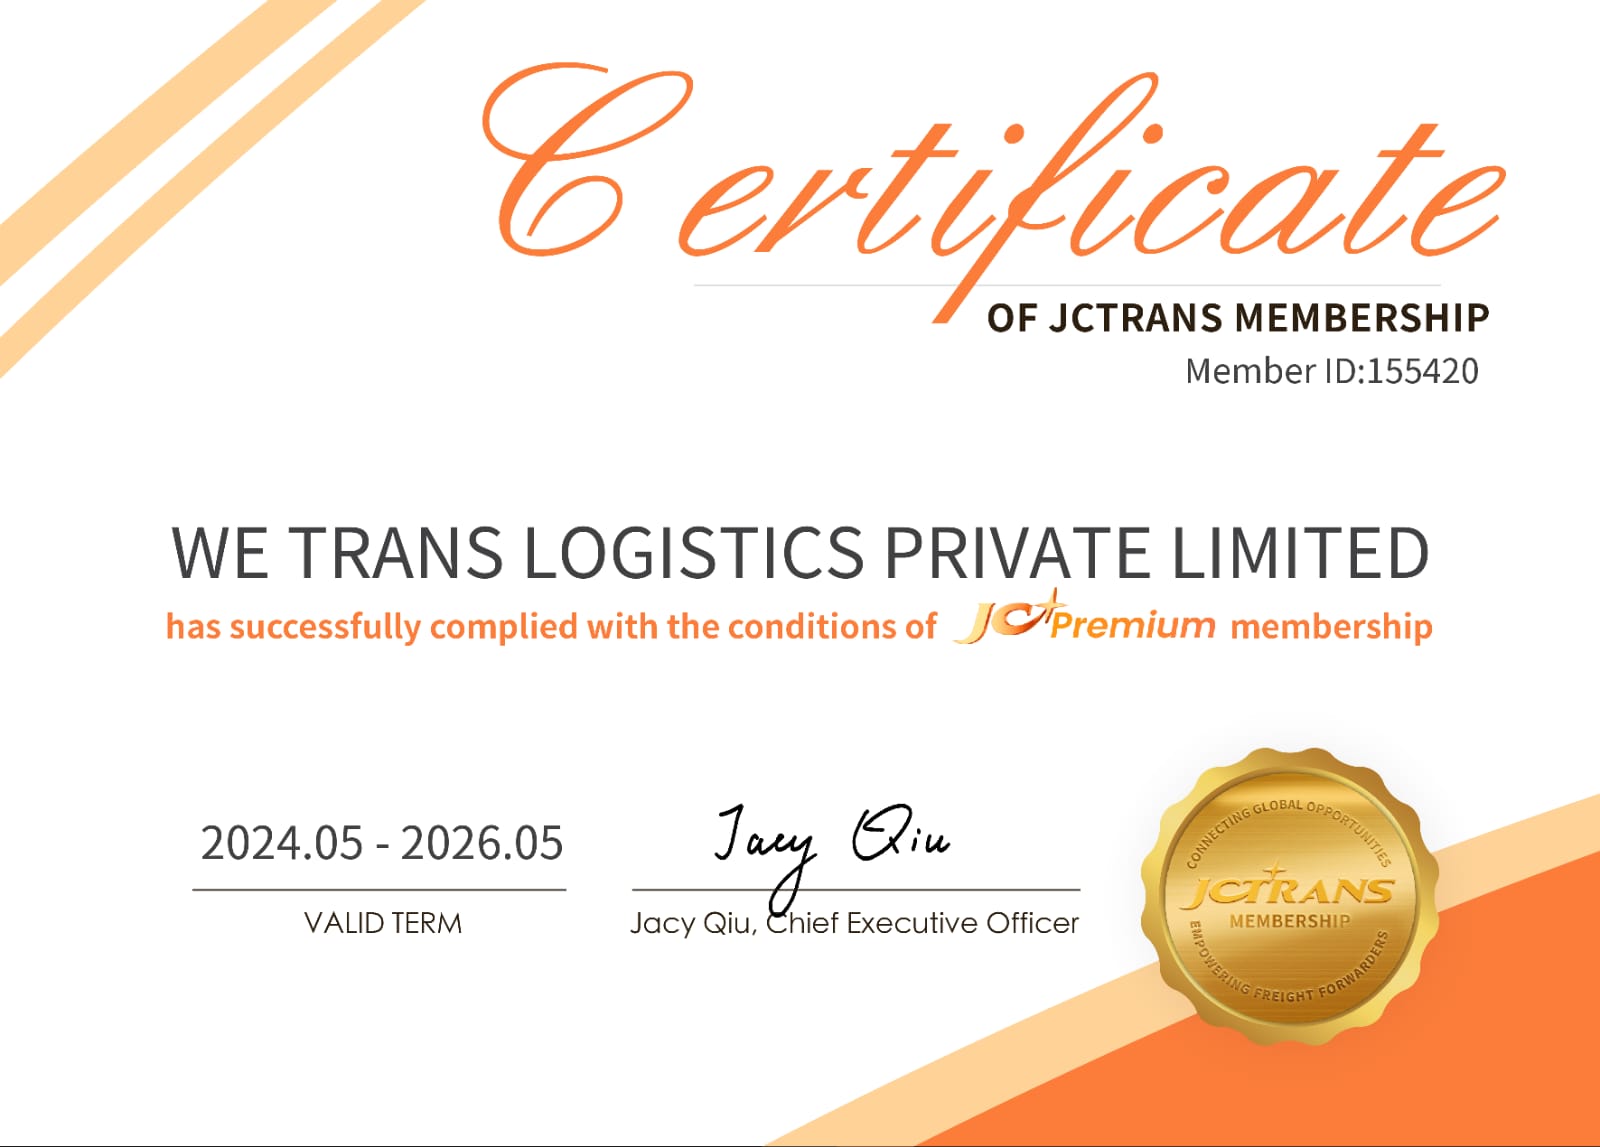 Certificate
OF JCTRANS MEMBERSHIP
Member ID:155420
WE TRANS LOGISTICS PRIVATE LIMITED
has successfully complied with the conditions of JC Premium membership
2024.05 - 2026.05
VALID TERM
Jacy Qiu
Jacy Qiu, Chief Executive Officer
CONNECTING GLOBAL OPPORTUNITIES
JCTRANS
MEMBERSHIP
EMPOWERING FREIGHT FORWARDERS